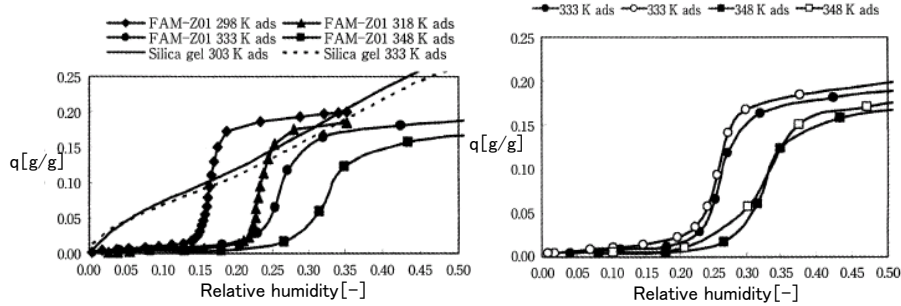 FAM-Z01 298 K ads FAM-Z01 318 K ads
FAM-Z01 333 K ads FAM-Z01 348 K ads
Silica gel 303 K ads Silica gel 333 K ads
0.25
0.20
0.15
q[g/g]
0.10
0.05
0.00
0.00 0.05 0.10 0.15 0.20 0.25 0.30 0.35 0.40 0.45 0.50
Relative humidity[-]
333 K ads 333 K ads 348 K ads 348 K ads
0.25
0.20
0.15
q[g/g]
0.10
0.05
0.00
0.00 0.05 0.10 0.15 0.20 0.25 0.30 0.35 0.40 0.45 0.50
Relative humidity[-]